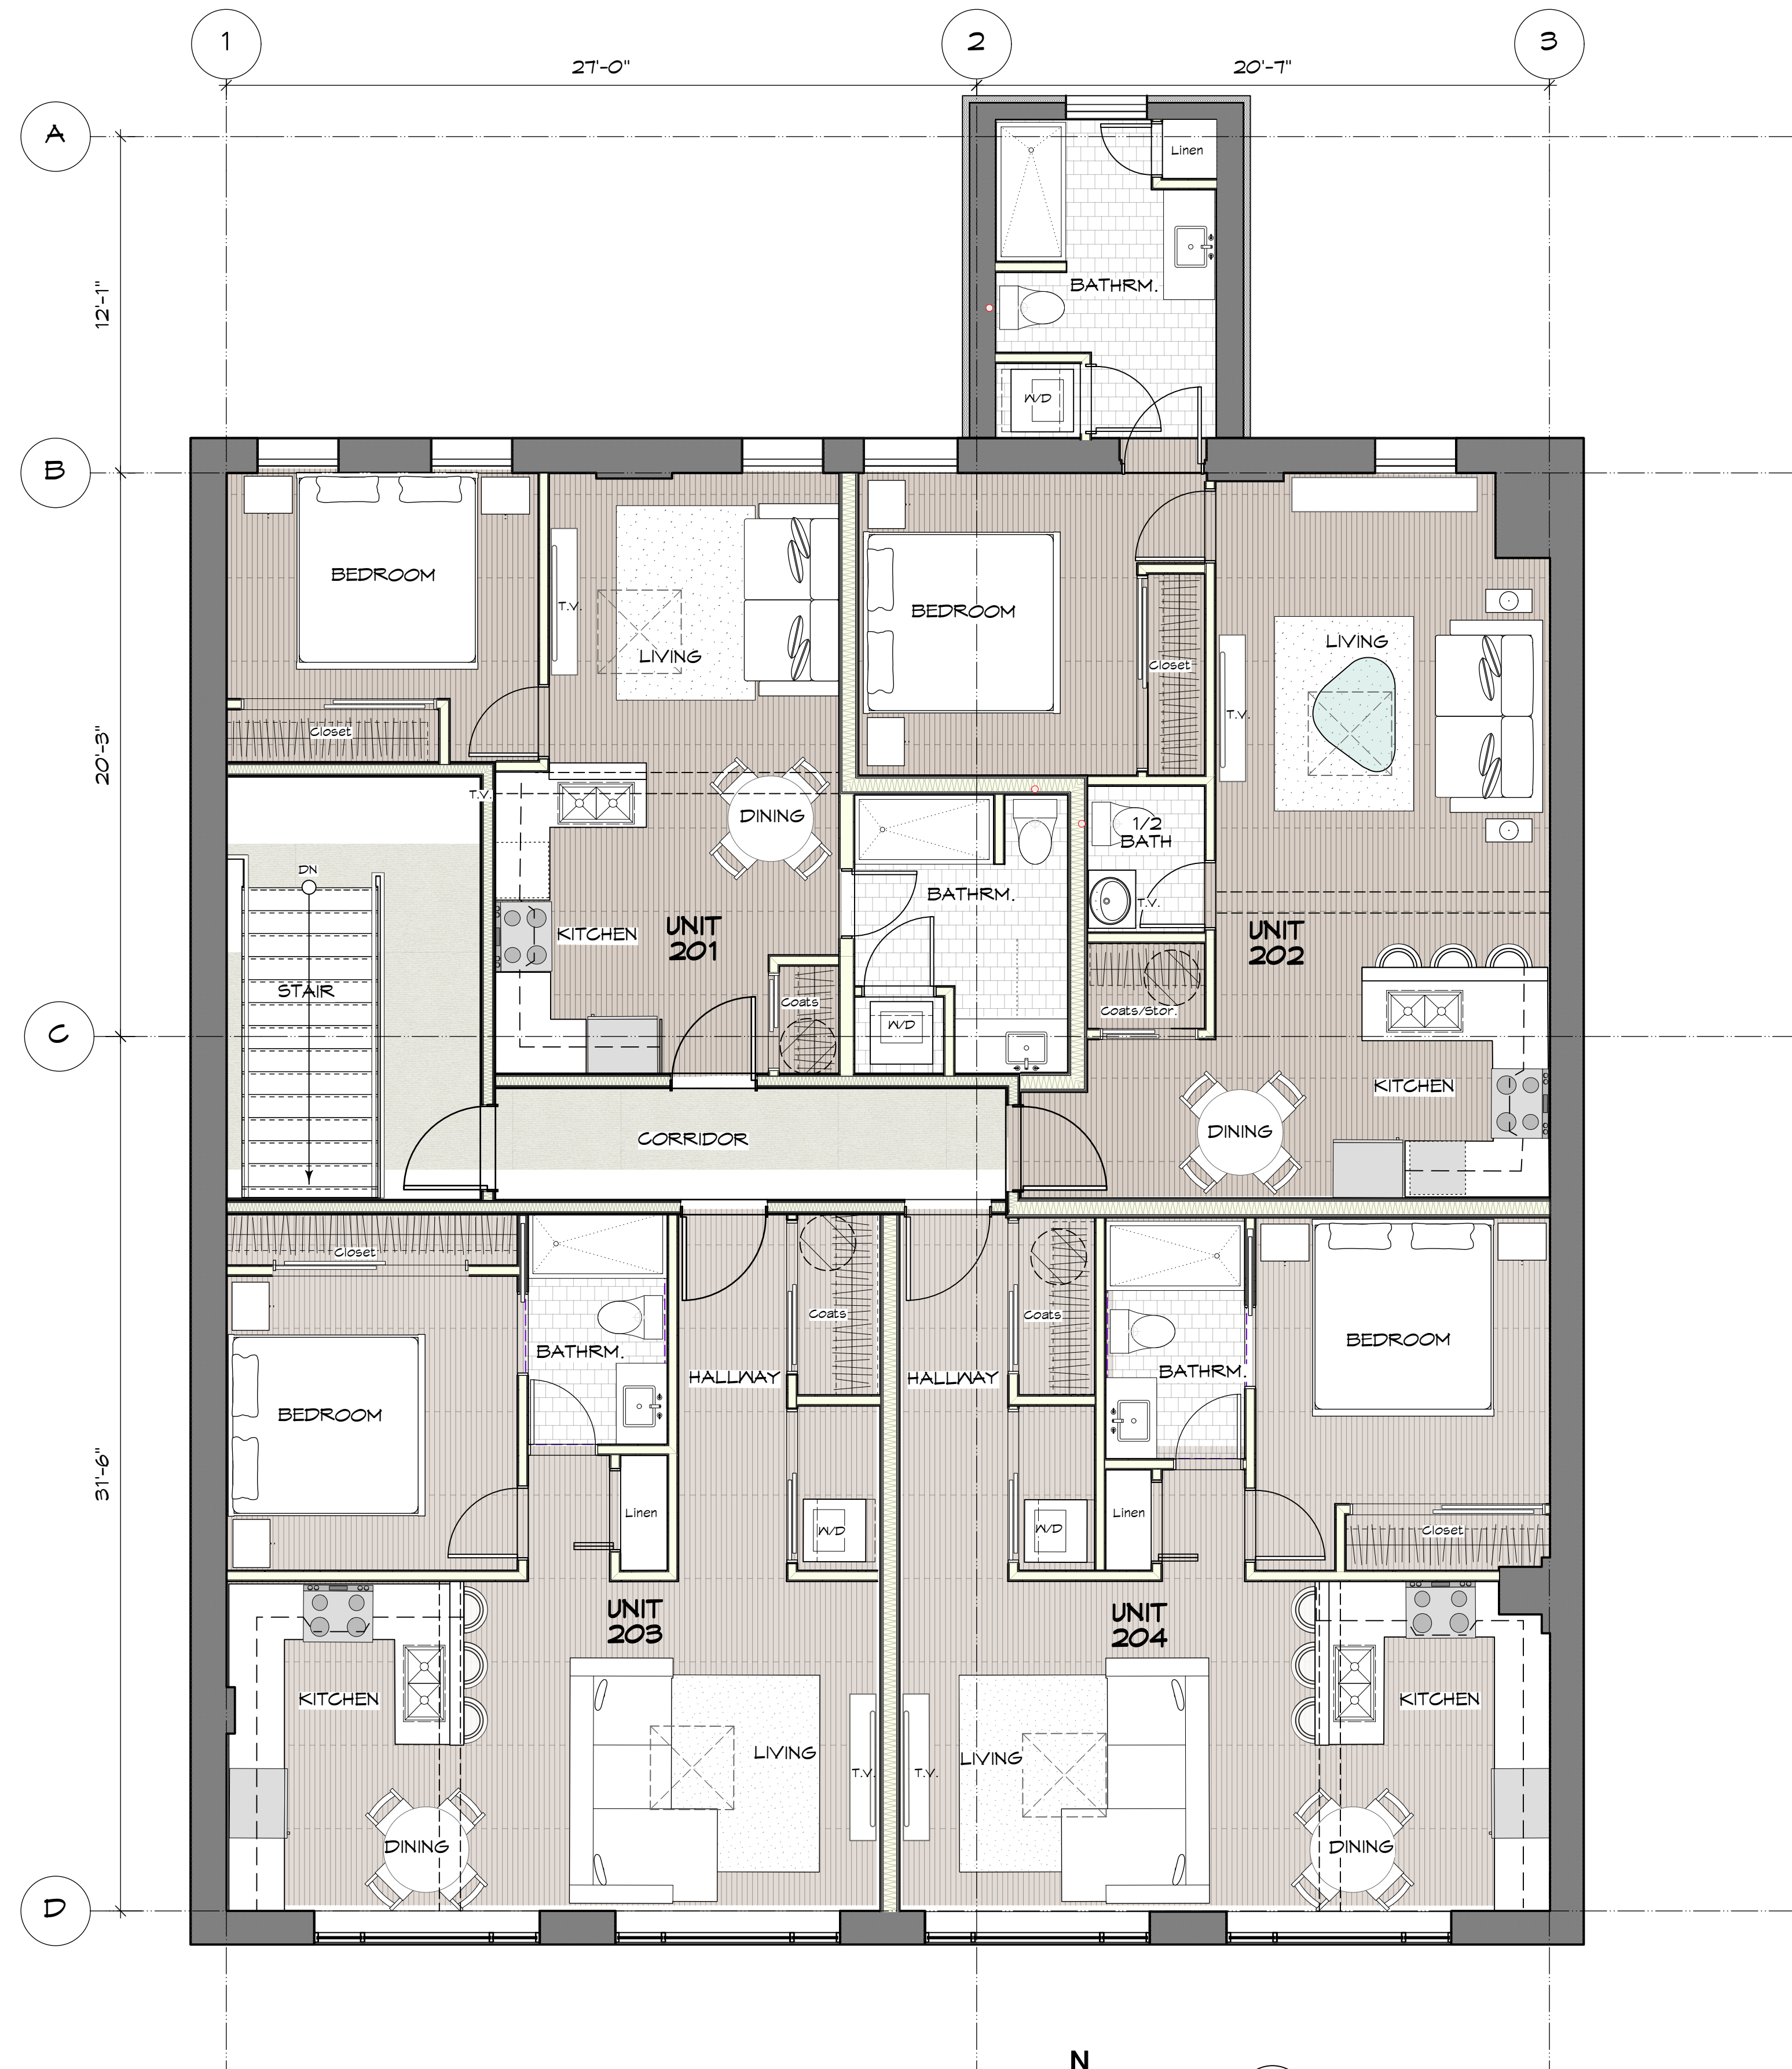 1
2
3
27'-0"
20'-7"
A
Linen
BATHRM.
12'-1"
W/D
B
BEDROOM
T.V.
LIVING
BEDROOM
LIVING
Closet
T.V.
Closet
20'-3"
T.V.
DINING
1/2
BATH
DN
BATHRM.
T.V.
KITCHEN
UNIT
201
UNIT
202
STAIR
Coats
Coats/Stor.
W/D
C
KITCHEN
CORRIDOR
DINING
Closet
Coats
Coats
BATHRM.
HALLWAY
HALLWAY
BATHRM.
BEDROOM
BEDROOM
31'-6"
Linen
W/D
W/D
Linen
Closet
UNIT
203
UNIT
204
KITCHEN
KITCHEN
LIVING
LIVING
T.V.
T.V.
DINING
DINING
D
N